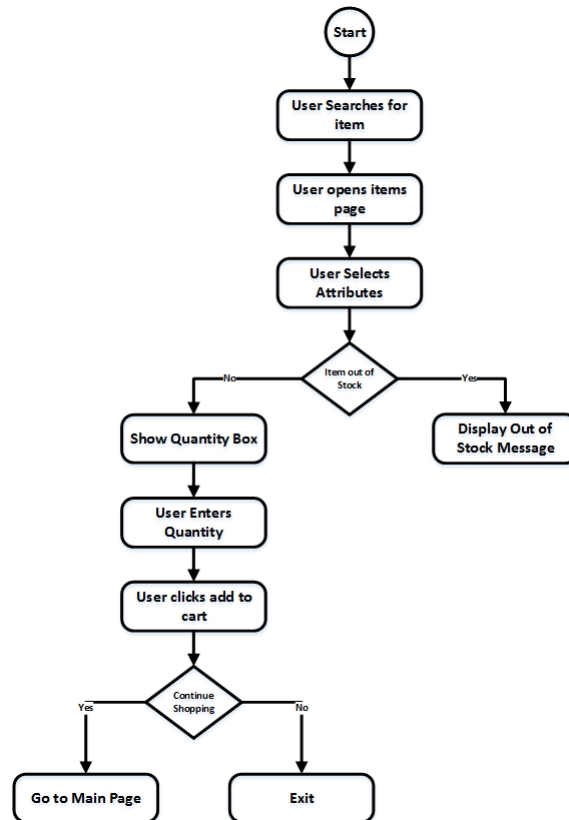 Start
User Searches for
item
User opens items
page
User Selects
Attributes
Item out of
Stock
No
Yes
Show Quantity Box
Display Out of
Stock Message
User Enters
Quantity
User clicks add to
cart
Continue
Shopping
Yes
No
Go to Main Page
Exit